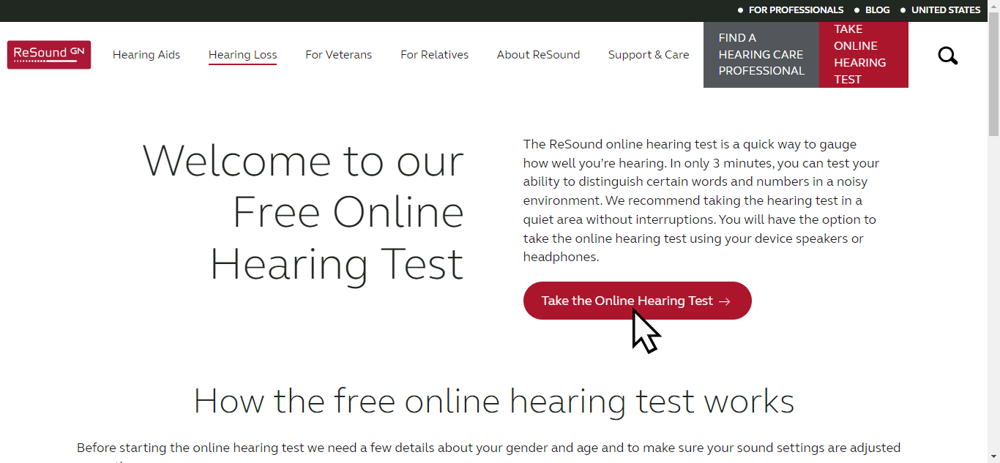 FOR PROFESSIONALS BLOG UNITED STATES
ReSound GN
Hearing Aids Hearing Loss For Veterans For Relatives About ReSound Support & Care
FIND A
HEARING CARE
PROFESSIONAL
TAKE
ONLINE
HEARING
TEST
Welcome to our
Free Online
Hearing Test
The ReSound online hearing test is a quick way to gauge
how well you’re hearing. In only 3 minutes, you can test your
ability to distinguish certain words and numbers in a noisy
environment. We recommend taking the hearing test in a
quiet area without interruptions. You will have the option to
take the online hearing test using your device speakers or
headphones.
Take the Online Hearing Test →
How the free online hearing test works
Before starting the online hearing test we need a few details about your gender and age and to make sure your sound settings are adjusted